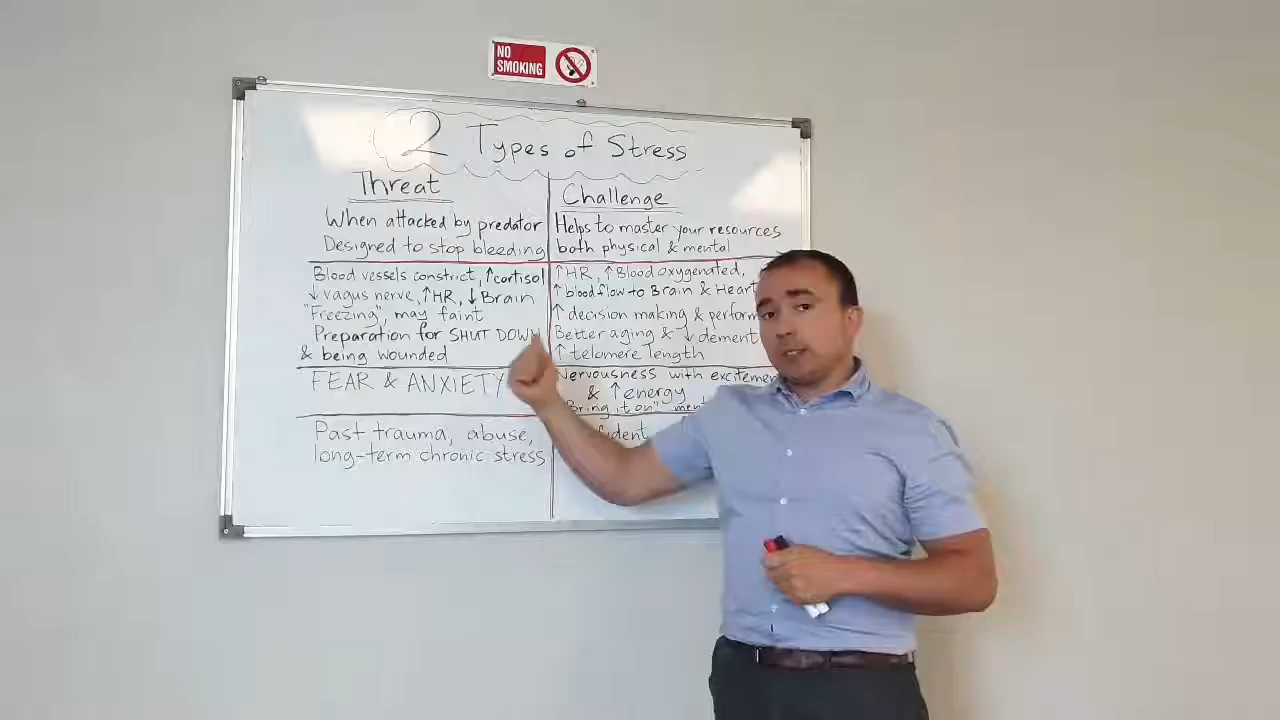 NO
SMOKING
2 Types of Stress
Threat
When attacked by predator
Designed to stop bleeding
Blood vessels constrict, ↑cortisol
↓ vagus nerve, ↑HR, ↓Brain
"Freezing", may faint
Preparation for SHUT DOWN
& being wounded
FEAR & ANXIETY
Past trauma, abuse,
long-term chronic stress
Challenge
Helps to master your resources
both physical & mental
↑HR, ↑Blood oxygenated,
↑blood flow to Brain & Heart
↑ decision making &
Better aging & ↓
↑ telomere length
Nervousness with excitement
& ↑energy
"Bring it on"